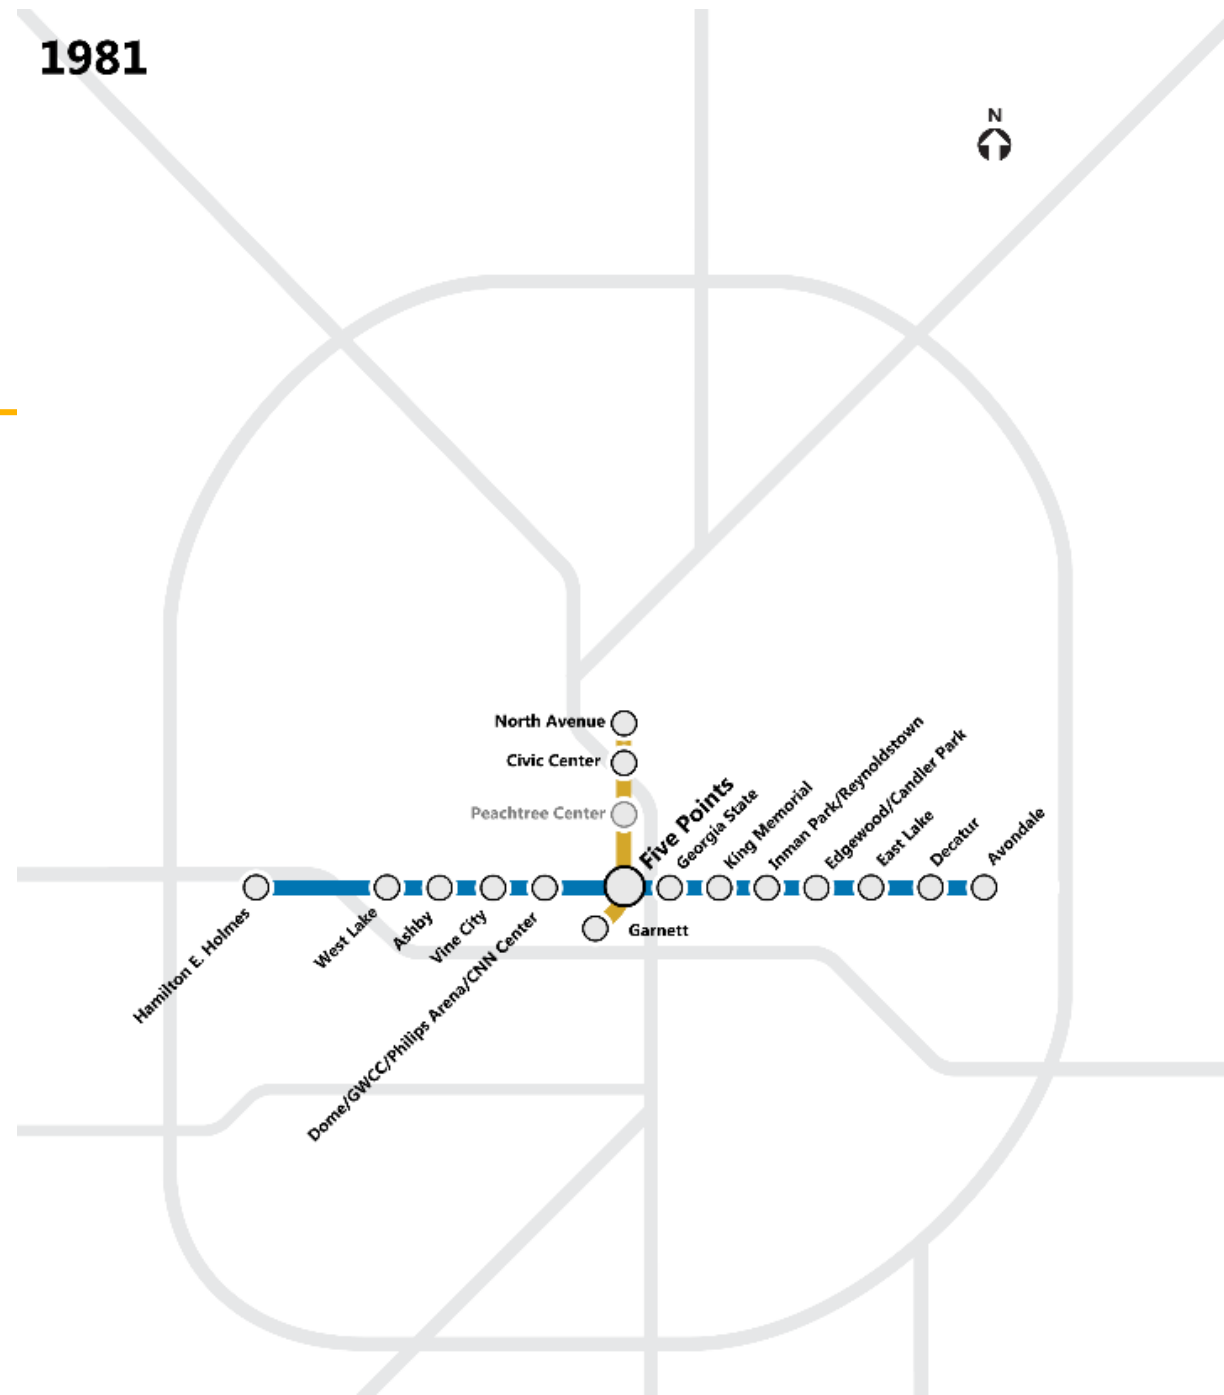 1981
N
North Avenue
Civic Center
Peachtree Center
Five Points
Georgia State
King Memorial
Inman Park/Reynoldstown
Edgewood/Candler Park
East Lake
Decatur
Avondale
Hamilton E. Holmes
West Lake
Ashby
Vine City
Dome/GWCC/Philips Arena/CNN Center
Garnett